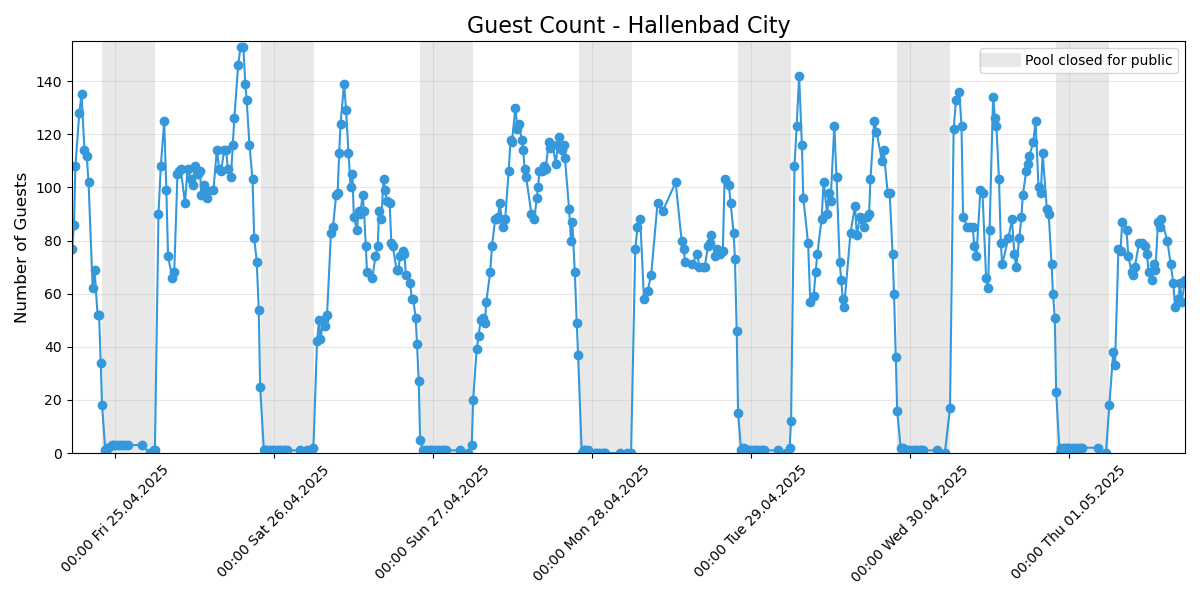 Guest Count - Hallenbad City
Pool closed for public
Number of Guests
140
120
100
80
60
40
20
0
00:00 Fri 25.04.2025
00:00 Sat 26.04.2025
00:00 Sun 27.04.2025
00:00 Mon 28.04.2025
00:00 Tue 29.04.2025
00:00 Wed 30.04.2025
00:00 Thu 01.05.2025